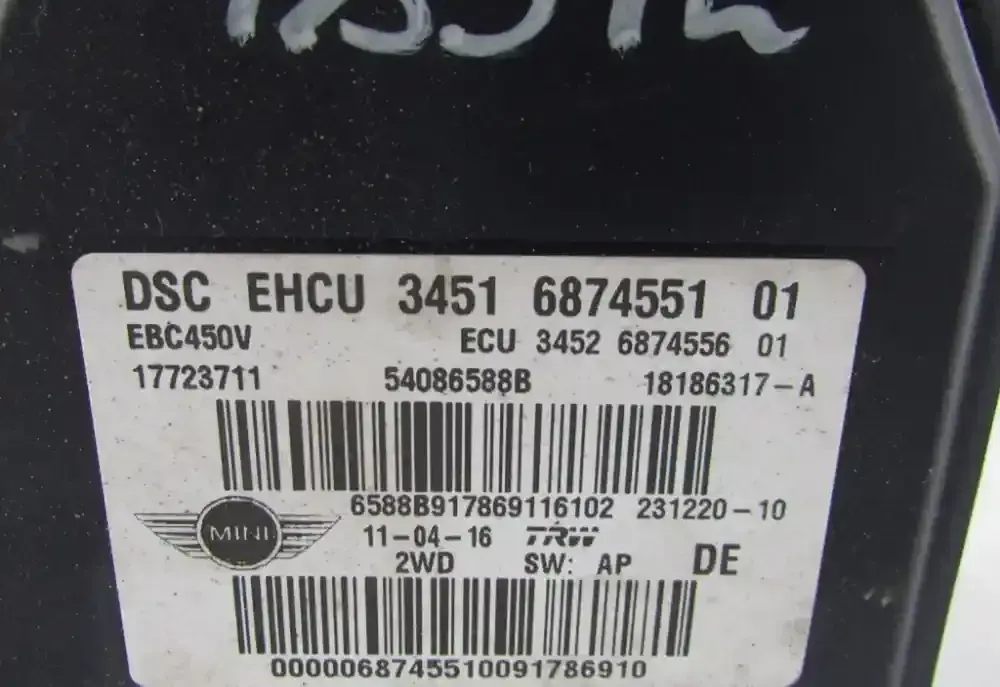 DSC EHCU 3451 6874551 01
EBC450V ECU 3452 6874556 01
17723711 54086588B 18186317-A
6588B917869116102 231220-10
MINI 11-04-16 TRW
2WD SW: AP DE
0000068745510091786910